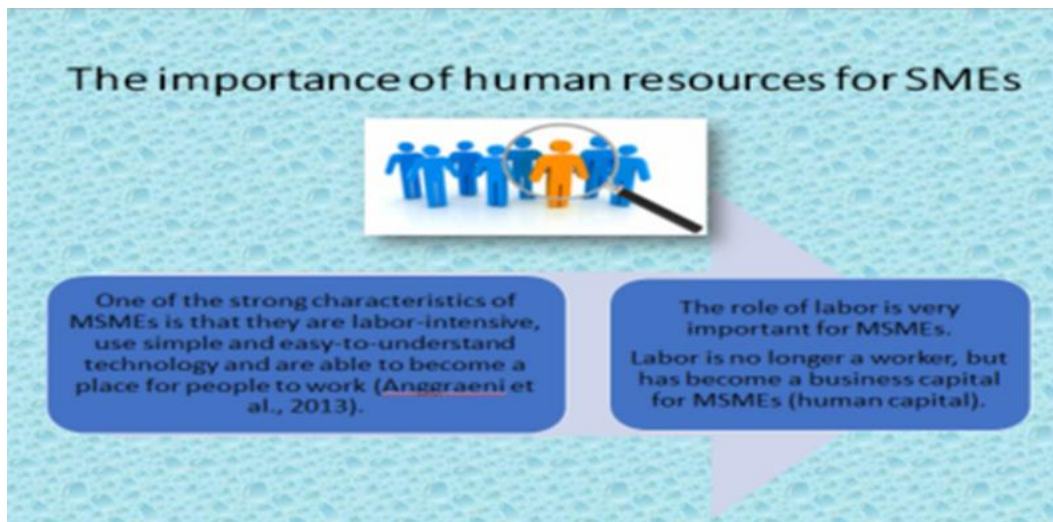 The importance of human resources for SMEs
One of the strong characteristics of
MSMEs is that they are labor-intensive,
use simple and easy-to-understand
technology and are able to become a
place for people to work (Anggraeni et
al., 2013).
The role of labor is very
important for MSMEs.
Labor is no longer a worker, but
has become a business capital
for MSMEs (human capital).